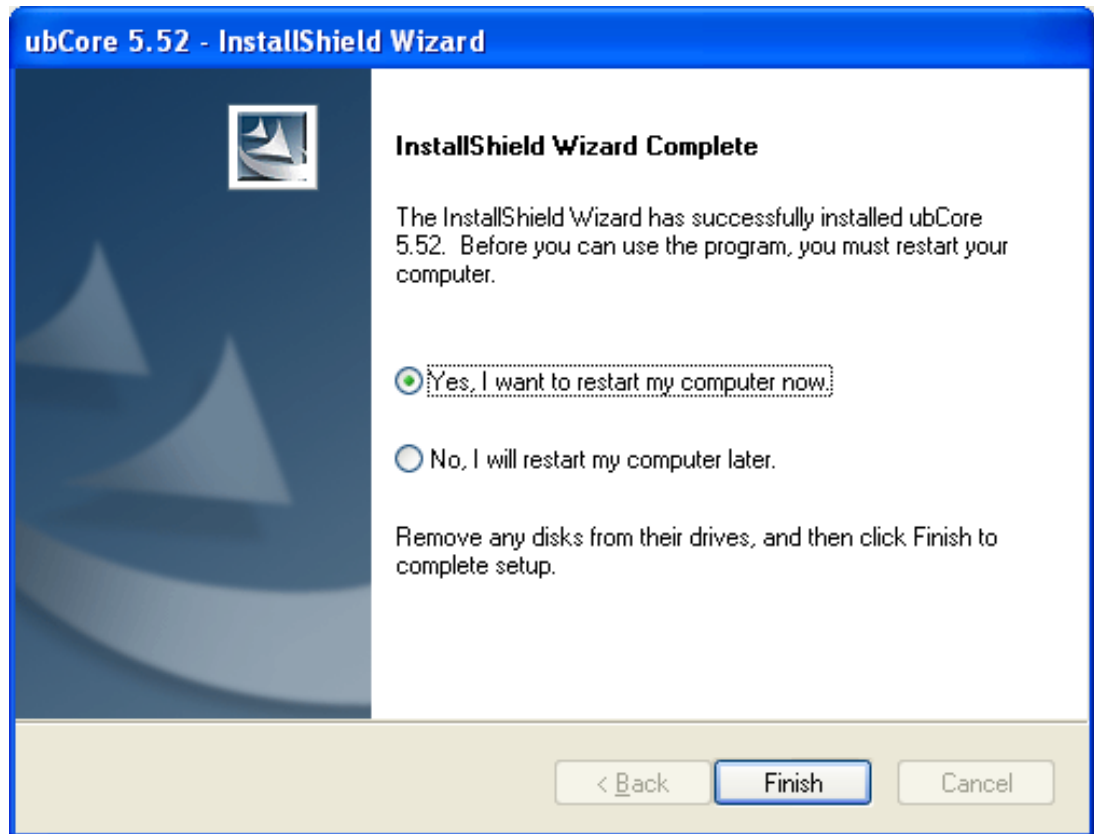 ubCore 5.52 - InstallShield Wizard
InstallShield Wizard Complete
The InstallShield Wizard has successfully installed ubCore
5.52.  Before you can use the program, you must restart your
computer.
Yes, I want to restart my computer now.
No, I will restart my computer later.
Remove any disks from their drives, and then click Finish to
complete setup.
< Back
Finish
Cancel